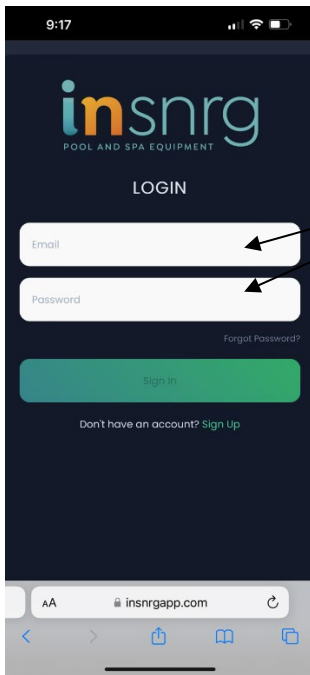 9:17
insnrg
POOL AND SPA EQUIPMENT
LOGIN
Email
Password
Forgot Password?
Sign In
Don't have an account? Sign Up
AA insnrgapp.com